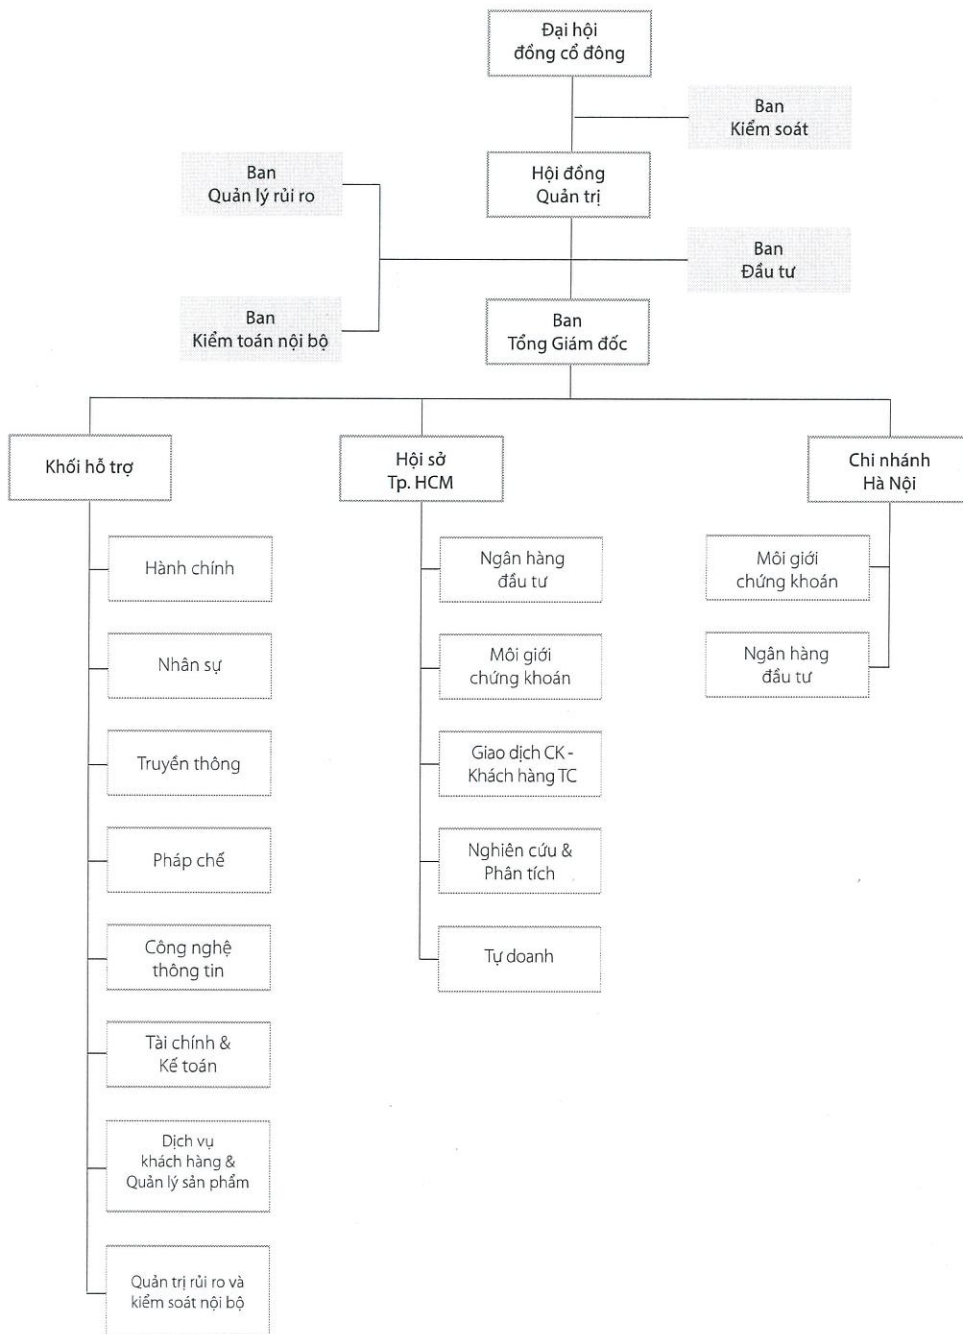 Đại hội
đồng cổ đông
Ban
Kiểm soát
Ban
Quản lý rủi ro
Hội đồng
Quản trị
Ban
Đầu tư
Ban
Kiểm toán nội bộ
Ban
Tổng Giám đốc
Khối hỗ trợ
Hội sở
Tp. HCM
Chi nhánh
Hà Nội
Hành chính
Nhân sự
Truyền thông
Pháp chế
Công nghệ
thông tin
Tài chính &
Kế toán
Dịch vụ
khách hàng &
Quản lý sản phẩm
Quản trị rủi ro và
kiểm soát nội bộ
Ngân hàng
đầu tư
Môi giới
chứng khoán
Giao dịch CK -
Khách hàng TC
Nghiên cứu &
Phân tích
Tự doanh
Môi giới
chứng khoán
Ngân hàng
đầu tư